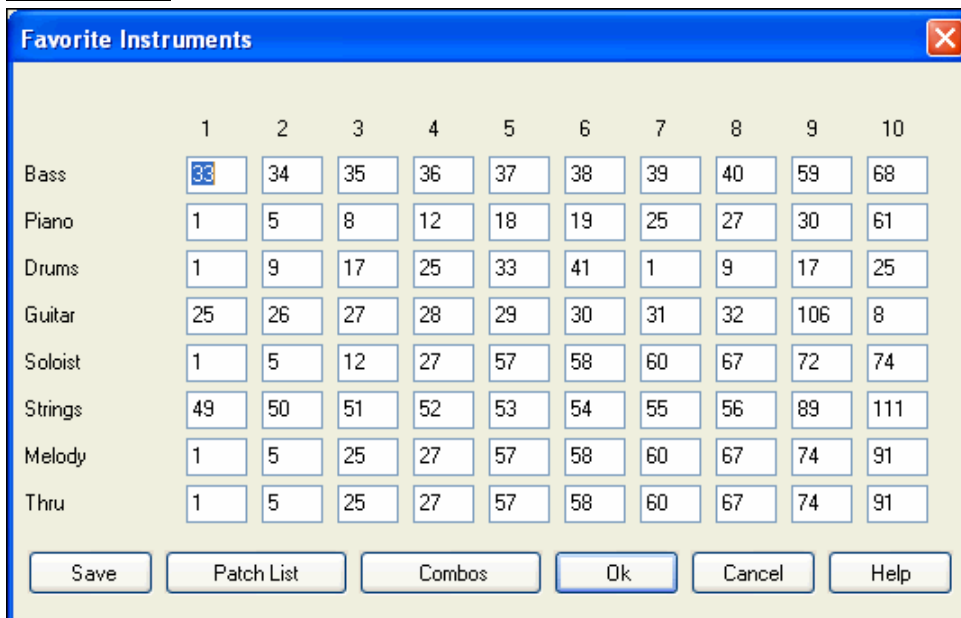 Favorite Instruments
1 2 3 4 5 6 7 8 9 10
Bass 33 34 35 36 37 38 39 40 59 68
Piano 1 5 8 12 18 19 25 27 30 61
Drums 1 9 17 25 33 41 1 9 17 25
Guitar 25 26 27 28 29 30 31 32 106 8
Soloist 1 5 12 27 57 58 60 67 72 74
Strings 49 50 51 52 53 54 55 56 89 111
Melody 1 5 25 27 57 58 60 67 74 91
Thru 1 5 25 27 57 58 60 67 74 91
Save Patch List Combos Ok Cancel Help